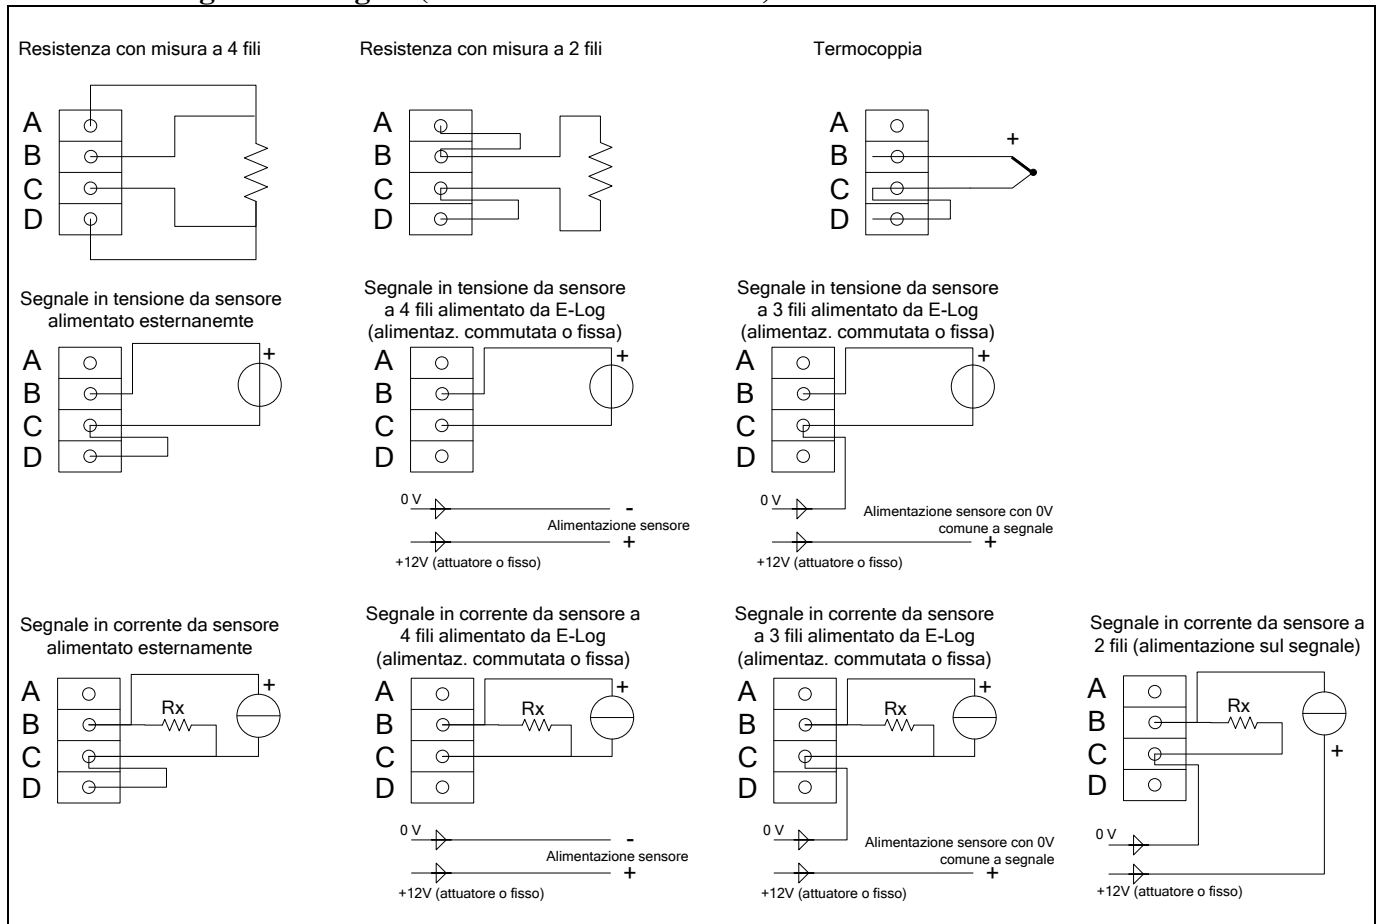 Resistenza con misura a 4 fili
A
B
C
D
Resistenza con misura a 2 fili
A
B
C
D
Termocoppia
A
B
C
D
+
Segnale in tensione da sensore
alimentato esternanemte
A
B
C
D
+
Segnale in tensione da sensore
a 4 fili alimentato da E-Log
(alimentaz. commutata o fissa)
A
B
C
D
+
0 V
-
Alimentazione sensore
+
+12V (attuatore o fisso)
Segnale in tensione da sensore
a 3 fili alimentato da E-Log
(alimentaz. commutata o fissa)
A
B
C
D
+
0 V
Alimentazione sensore con 0V
comune a segnale
+
+12V (attuatore o fisso)
Segnale in corrente da sensore
alimentato esternamente
A
B
C
D
Rx
+
Segnale in corrente da sensore a
4 fili alimentato da E-Log
(alimentaz. commutata o fissa)
A
B
C
D
Rx
+
0 V
-
Alimentazione sensore
+
+12V (attuatore o fisso)
Segnale in corrente da sensore
a 3 fili alimentato da E-Log
(alimentaz. commutata o fissa)
A
B
C
D
Rx
+
0 V
Alimentazione sensore con 0V
comune a segnale
+
+12V (attuatore o fisso)
Segnale in corrente da sensore a
2 fili (alimentazione sul segnale)
A
B
C
D
Rx
+
0 V
+12V (attuatore o fisso)